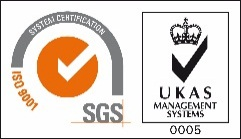 SYSTEM CERTIFICATION
ISO 9001
SGS
UKAS
MANAGEMENT
SYSTEMS
0005